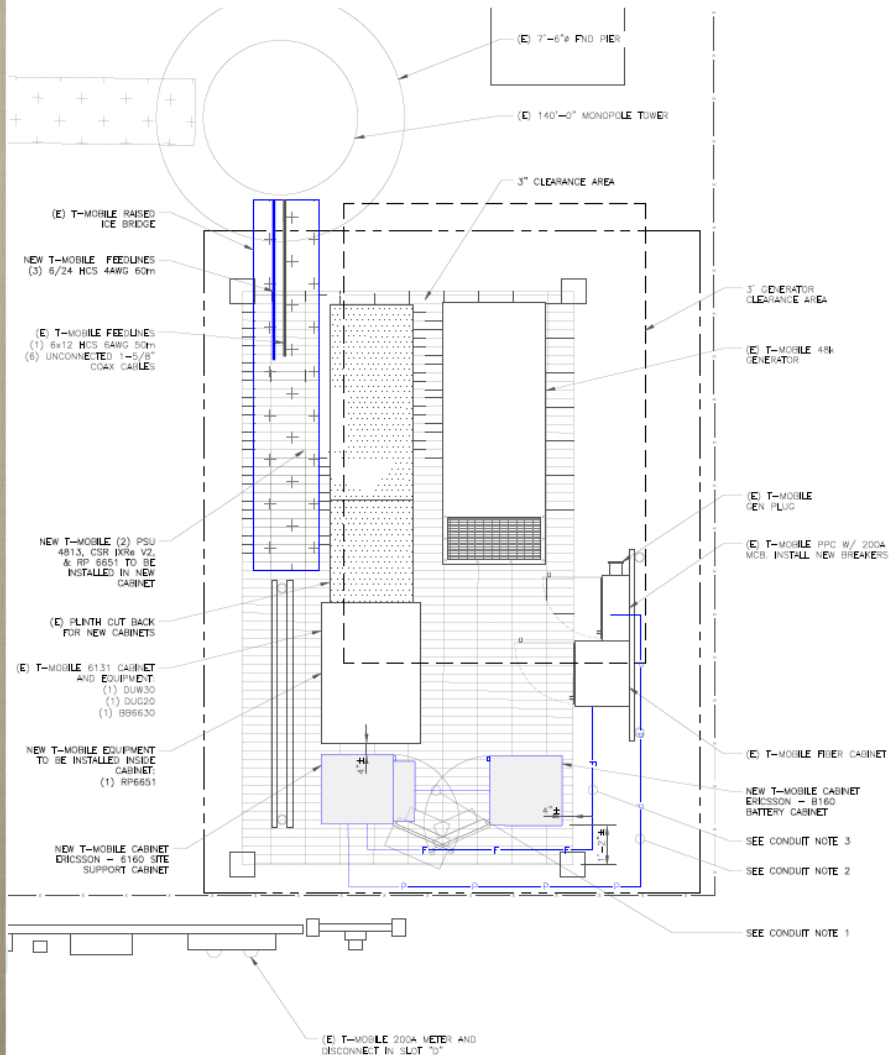 (E) 7'-6"ø FND PIER
(E) 140'-0" MONOPOLE TOWER
3" CLEARANCE AREA
(E) T-MOBILE RAISED
ICE BRIDGE
NEW T-MOBILE FEEDLINES
(3) 6/24 HCS 4AWG 60m
(E) T-MOBILE FEEDLINES
(1) 6x12 HCS 6AWG 50m
(6) UNCONNECTED 1-5/8"
COAX CABLES
3' GENERATOR
CLEARANCE AREA
(E) T-MOBILE 48k
GENERATOR
(E) T-MOBILE
GEN PLUG
(E) T-MOBILE PPC W/ 200A
MCB. INSTALL NEW BREAKERS
NEW T-MOBILE (2) PSU
4813, CSR IXRe V2,
& RP 6651 TO BE
INSTALLED IN NEW
CABINET
(E) PLINTH CUT BACK
FOR NEW CABINETS
(E) T-MOBILE 6131 CABINET
AND EQUIPMENT:
(1) DUW30
(1) DUG20
(1) BB6630
NEW T-MOBILE EQUIPMENT
TO BE INSTALLED INSIDE
CABINET:
(1) RP6651
NEW T-MOBILE CABINET
ERICSSON - 6160 SITE
SUPPORT CABINET
4"±
4"±
1'-2"±
F
F
F
F
P
P
P
P
(E) T-MOBILE FIBER CABINET
NEW T-MOBILE CABINET
ERICSSON - B160
BATTERY CABINET
SEE CONDUIT NOTE 3
SEE CONDUIT NOTE 2
SEE CONDUIT NOTE 1
(E) T-MOBILE 200A METER AND
DISCONNECT IN SLOT "D"